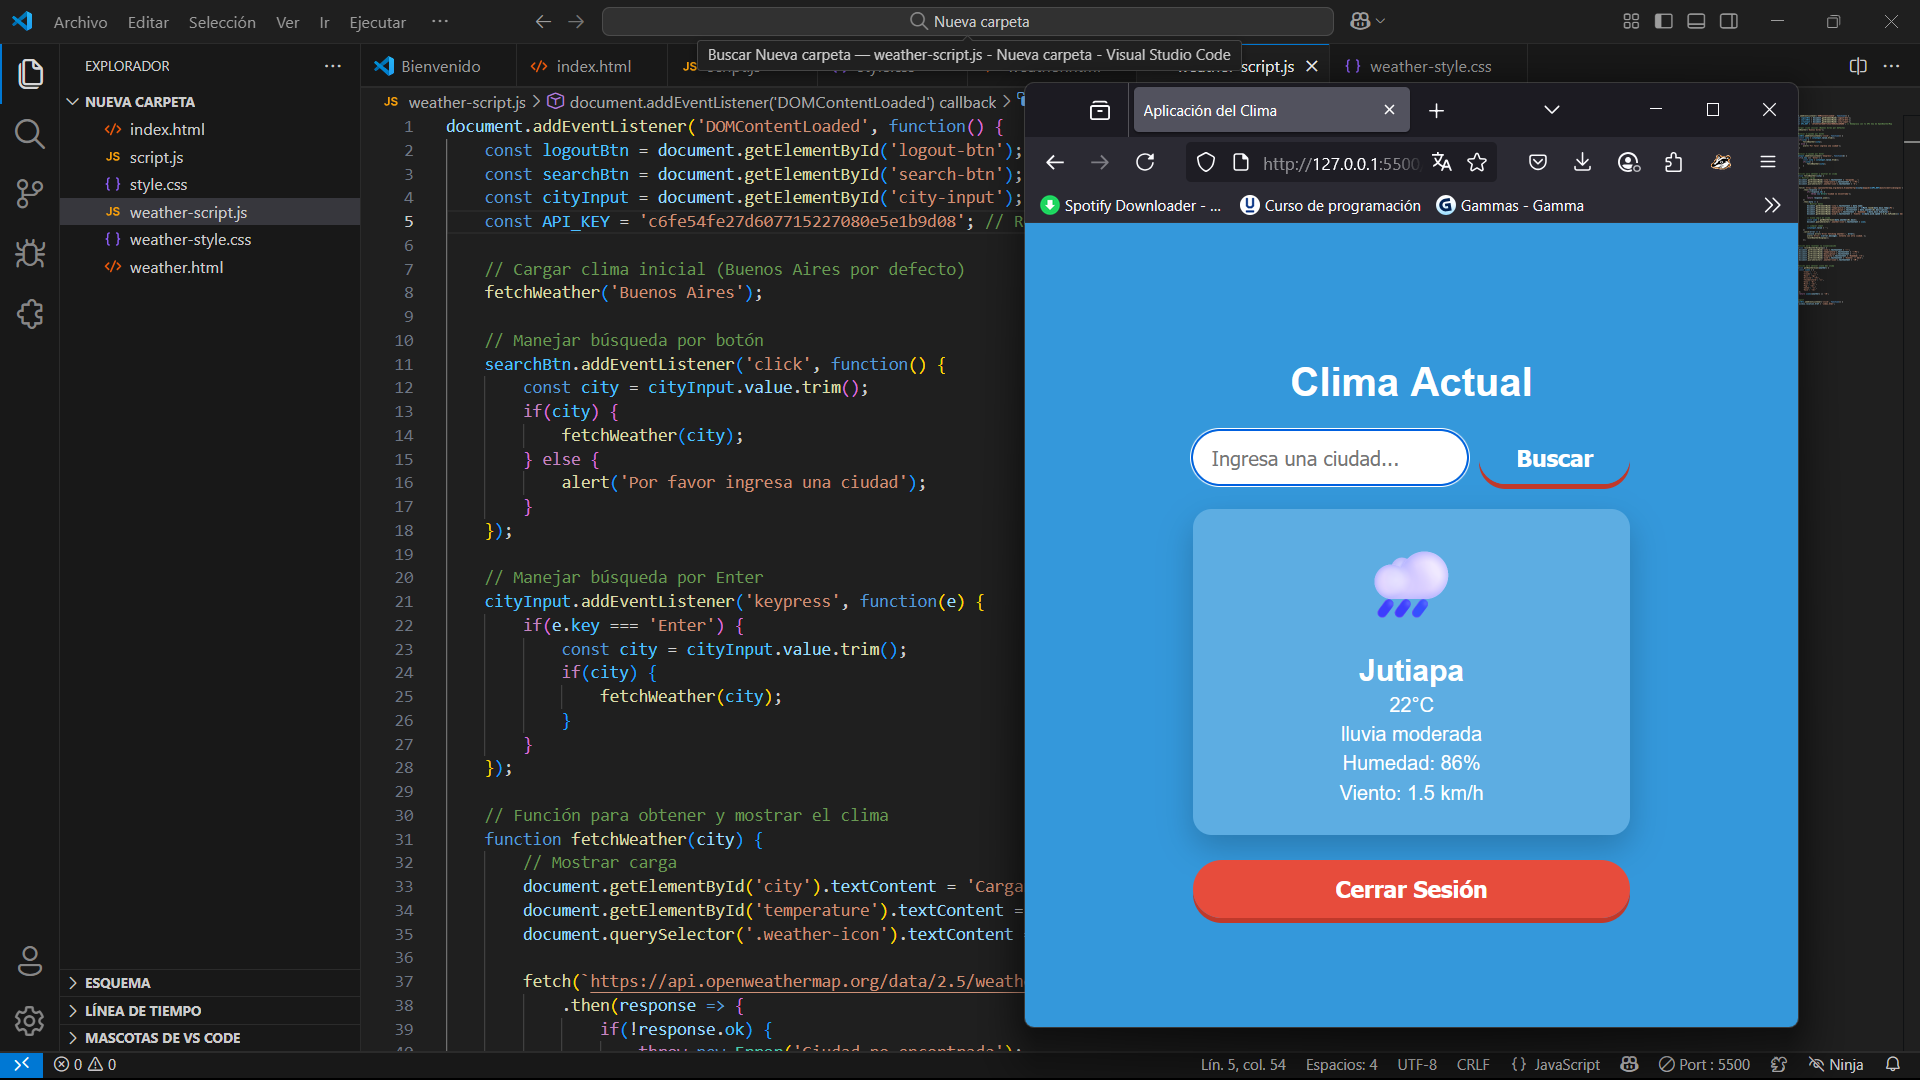 Archivo Editar Selección Ver Ir Ejecutar ···
Nueva carpeta
Buscar Nueva carpeta — weather-script.js - Nueva carpeta - Visual Studio Code
EXPLORADOR
NUEVA CARPETA
index.html
JS script.js
{ } style.css
JS weather-script.js
{ } weather-style.css
weather.html
ESQUEMA
LÍNEA DE TIEMPO
MASCOTAS DE VS CODE
Bienvenido
index.html
JS
script.js
{ } weather-style.css
JS weather-script.js > document.addEventListener('DOMContentLoaded') callback >
1 document.addEventListener('DOMContentLoaded', function() {
2 const logoutBtn = document.getElementById('logout-btn');
3 const searchBtn = document.getElementById('search-btn');
4 const cityInput = document.getElementById('city-input');
5 const API_KEY = 'c6fe54fe27d607715227080e5e1b9d08'; // R
6
7 // Cargar clima inicial (Buenos Aires por defecto)
8 fetchWeather('Buenos Aires');
9
10 // Manejar búsqueda por botón
11 searchBtn.addEventListener('click', function() {
12 const city = cityInput.value.trim();
13 if(city) {
14 fetchWeather(city);
15 } else {
16 alert('Por favor ingresa una ciudad');
17 }
18 });
19
20 // Manejar búsqueda por Enter
21 cityInput.addEventListener('keypress', function(e) {
22 if(e.key === 'Enter') {
23 const city = cityInput.value.trim();
24 if(city) {
25 fetchWeather(city);
26 }
27 }
28 });
29
30 // Función para obtener y mostrar el clima
31 function fetchWeather(city) {
32 // Mostrar carga
33 document.getElementById('city').textContent = 'Carga
34 document.getElementById('temperature').textContent =
35 document.querySelector('.weather-icon').textContent
36
37 fetch(`https://api.openweathermap.org/data/2.5/weath
38 .then(response => {
39 if(!response.ok) {
40 throw new Error('Ciudad no encontrada');
Aplicación del Clima
http://127.0.0.1:5500
Spotify Downloader - ...
Curso de programación
Gammas - Gamma
Clima Actual
Ingresa una ciudad...
Buscar
Jutiapa
22°C
lluvia moderada
Humedad: 86%
Viento: 1.5 km/h
Cerrar Sesión
0 0
Lín. 5, col. 54 Espacios: 4 UTF-8 CRLF { } JavaScript Port : 5500 Ninja